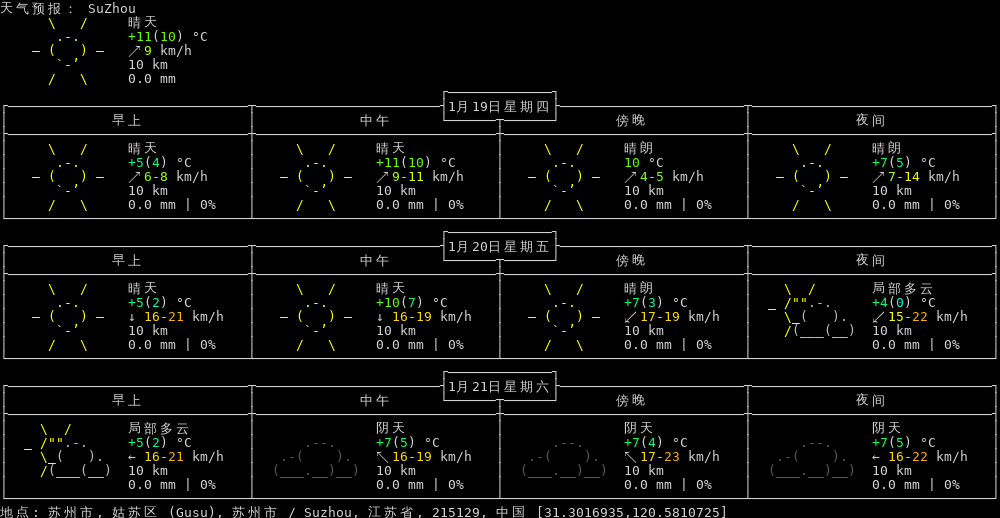 天气预报： SuZhou
晴天
+11(10) °C
↗ 9 km/h
10 km
0.0 mm
1月19日星期四
早上 中午 傍晚 夜间
晴天 晴天 晴朗 晴朗
+5(4) °C +11(10) °C 10 °C +7(5) °C
↗ 6-8 km/h ↗ 9-11 km/h ↗ 4-5 km/h ↗ 7-14 km/h
10 km 10 km 10 km 10 km
0.0 mm | 0% 0.0 mm | 0% 0.0 mm | 0% 0.0 mm | 0%
1月20日星期五
早上 中午 傍晚 夜间
晴天 晴天 晴朗 局部多云
+5(2) °C +10(7) °C +7(3) °C +4(0) °C
↓ 16-21 km/h ↓ 16-19 km/h ↙ 17-19 km/h ↙ 15-22 km/h
10 km 10 km 10 km 10 km
0.0 mm | 0% 0.0 mm | 0% 0.0 mm | 0% 0.0 mm | 0%
1月21日星期六
早上 中午 傍晚 夜间
局部多云 阴天 阴天 阴天
+5(2) °C +7(5) °C +7(4) °C +7(5) °C
← 16-21 km/h ↖ 16-19 km/h ↖ 17-23 km/h ← 16-22 km/h
10 km 10 km 10 km 10 km
0.0 mm | 0% 0.0 mm | 0% 0.0 mm | 0% 0.0 mm | 0%
地点: 苏州市, 姑苏区 (Gusu), 苏州市 / Suzhou, 江苏省, 215129, 中国 [31.3016935,120.5810725]